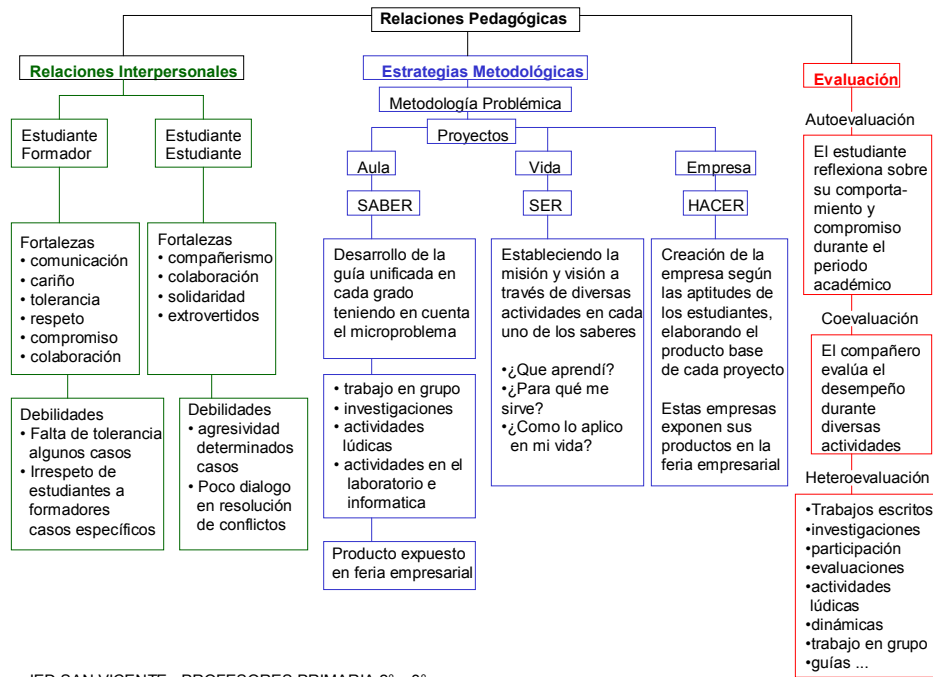 Relaciones Pedagógicas
Relaciones Interpersonales
Estudiante
Formador
Estudiante
Estudiante
Fortalezas
• comunicación
• cariño
• tolerancia
• respeto
• compromiso
• colaboración
Fortalezas
• compañerismo
• colaboración
• solidaridad
• extrovertidos
Debilidades
• Falta de tolerancia
algunos casos
• Irrespeto de
estudiantes a
formadores
casos específicos
Debilidades
• agresividad
determinados
casos
• Poco dialogo
en resolución
de conflictos
Estrategias Metodológicas
Metodología Problémica
Proyectos
Aula
SABER
Desarrollo de la
guía unificada en
cada grado
teniendo en cuenta
el microproblema
• trabajo en grupo
• investigaciones
• actividades
lúdicas
• actividades en el
laboratorio e
informatica
Producto expuesto
en feria empresarial
Vida
SER
Estableciendo la
misión y visión a
través de diversas
actividades en cada
uno de los saberes
•¿Que aprendí?
•¿Para qué me
sirve?
•¿Como lo aplico
en mi vida?
Empresa
HACER
Creación de la
empresa según
las aptitudes de
los estudiantes,
elaborando el
producto base
de cada proyecto
Estas empresas
exponen sus
productos en la
feria empresarial
Evaluación
Autoevaluación
El estudiante
reflexiona sobre
su comporta-
miento y
compromiso
durante el
periodo
académico
Coevaluación
El compañero
evalúa el
desempeño
durante
diversas
actividades
Heteroevaluación
•Trabajos escritos
•investigaciones
•participación
•evaluaciones
•actividades
lúdicas
•dinámicas
•trabajo en grupo
•guías ...
IED SAN VICENTE PROFESORES PRIMARIA